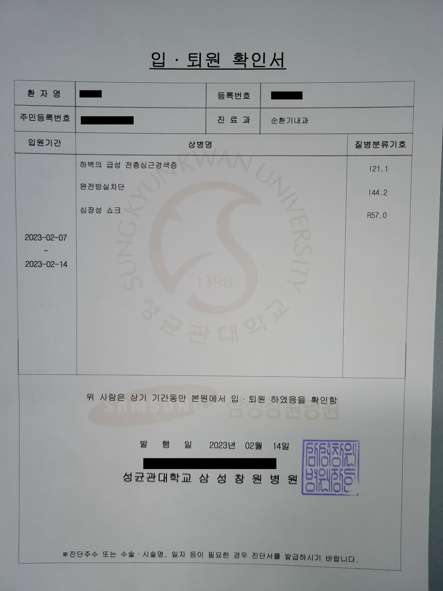 입 · 퇴원 확인서
환 자 명
등록번호
주민등록번호
진 료 과 순환기내과
입원기간 상병명 질병분류기호
하벽의 급성 전층심근경색증 I21.1
완전방실차단 I44.2
심장성 쇼크 R57.0
2023-02-07
~
2023-02-14
SUNGKYUNKWAN UNIVERSITY
1398
성균관대학교
위 사람은 상기 기간동안 본원에서 입 · 퇴원 하였음을 확인함
SAMSUNG 삼성창원병원
발 행 일 2023년 02월 14일
성균관대학교 삼 성 창 원 병 원
※진단주수 또는 수술 · 시술명, 일자 등이 필요한 경우 진단서를 발급하시기 바랍니다.